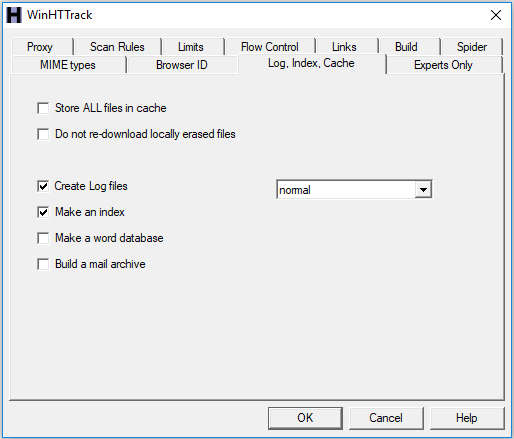 WinHTTrack
Proxy Scan Rules Limits Flow Control Links Build Spider
MIME types Browser ID Log, Index, Cache Experts Only
Store ALL files in cache
Do not re-download locally erased files
Create Log files normal
Make an index
Make a word database
Build a mail archive
OK Cancel Help